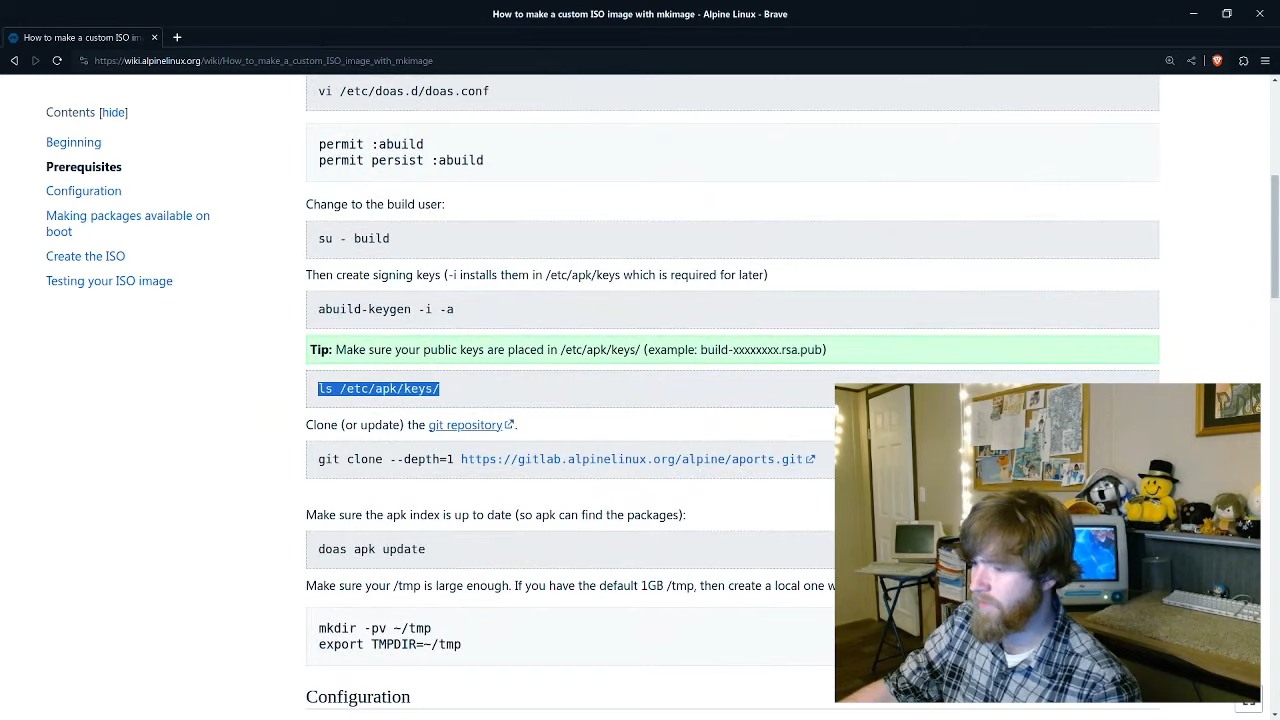 How to make a custom ISO image with mkimage - Alpine Linux - Brave
How to make a custom ISO im
https://wiki.alpinelinux.org/wiki/How_to_make_a_custom_ISO_image_with_mkimage
Contents [hide]
Beginning
Prerequisites
Configuration
Making packages available on
boot
Create the ISO
Testing your ISO image
vi /etc/doas.d/doas.conf
permit :abuild
permit persist :abuild
Change to the build user:
su - build
Then create signing keys (-i installs them in /etc/apk/keys which is required for later)
abuild-keygen -i -a
Tip: Make sure your public keys are placed in /etc/apk/keys/ (example: build-xxxxxxxx.rsa.pub)
ls /etc/apk/keys/
Clone (or update) the git repository.
git clone --depth=1 https://gitlab.alpinelinux.org/alpine/aports.git
Make sure the apk index is up to date (so apk can find the packages):
doas apk update
Make sure your /tmp is large enough. If you have the default 1GB /tmp, then create a local one w
mkdir -pv ~/tmp
export TMPDIR=~/tmp
Configuration